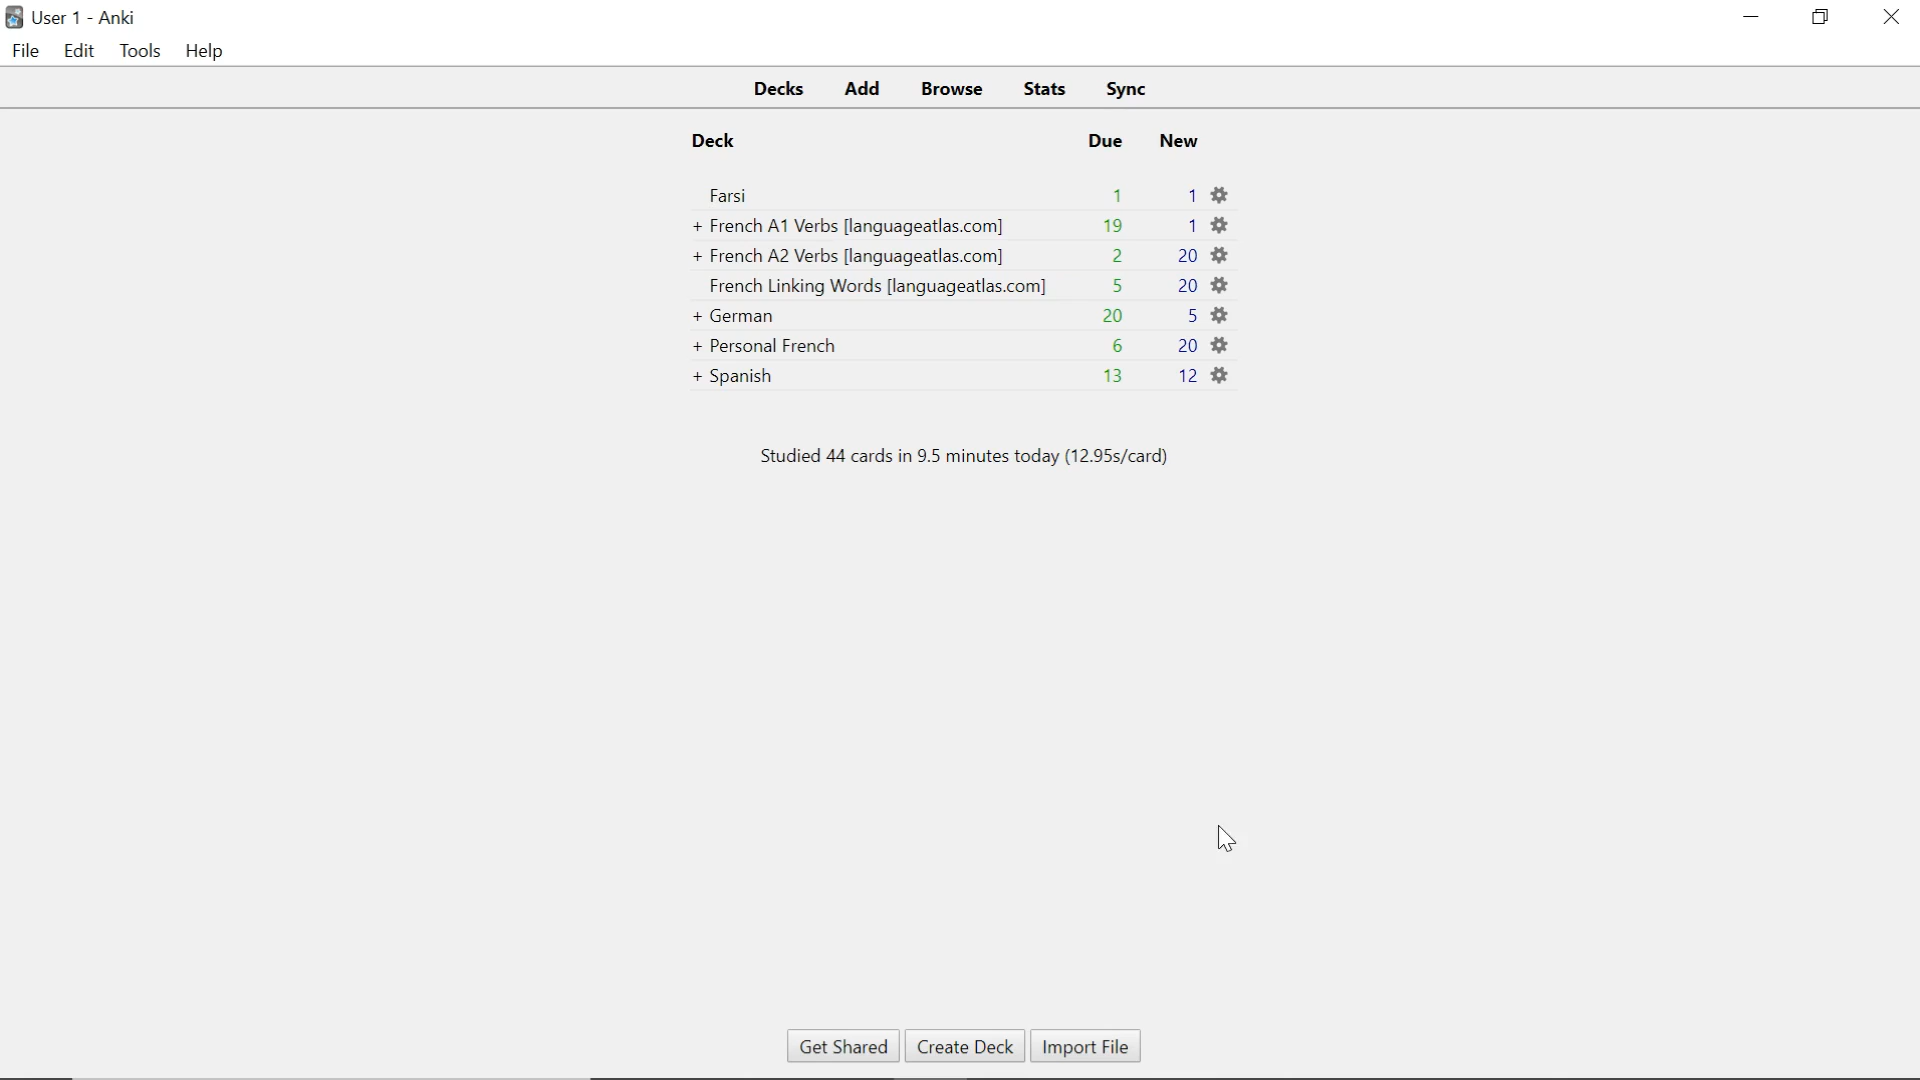 User 1 - Anki
File Edit Tools Help
Decks Add Browse Stats Sync
Deck Due New
Farsi 1 1
+ French A1 Verbs [languageatlas.com] 19 1
+ French A2 Verbs [languageatlas.com] 2 20
French Linking Words [languageatlas.com] 5 20
+ German 20 5
+ Personal French 6 20
+ Spanish 13 12
Studied 44 cards in 9.5 minutes today (12.95s/card)
Get Shared Create Deck Import File